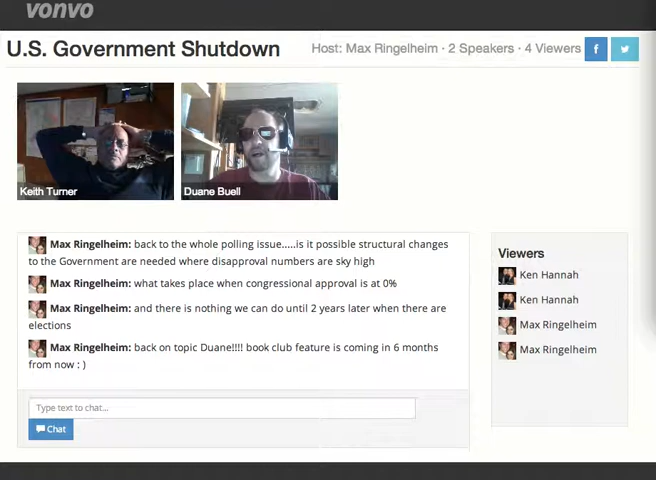 vonvo
U.S. Government Shutdown
Host: Max Ringelheim · 2 Speakers · 4 Viewers
Keith Turner
Duane Buell
Max Ringelheim: back to the whole polling issue.....is it possible structural changes
to the Government are needed where disapproval numbers are sky high
Max Ringelheim: what takes place when congressional approval is at 0%
Max Ringelheim: and there is nothing we can do until 2 years later when there are
elections
Max Ringelheim: back on topic Duane!!!! book club feature is coming in 6 months
from now : )
Type text to chat...
Chat
Viewers
Ken Hannah
Ken Hannah
Max Ringelheim
Max Ringelheim